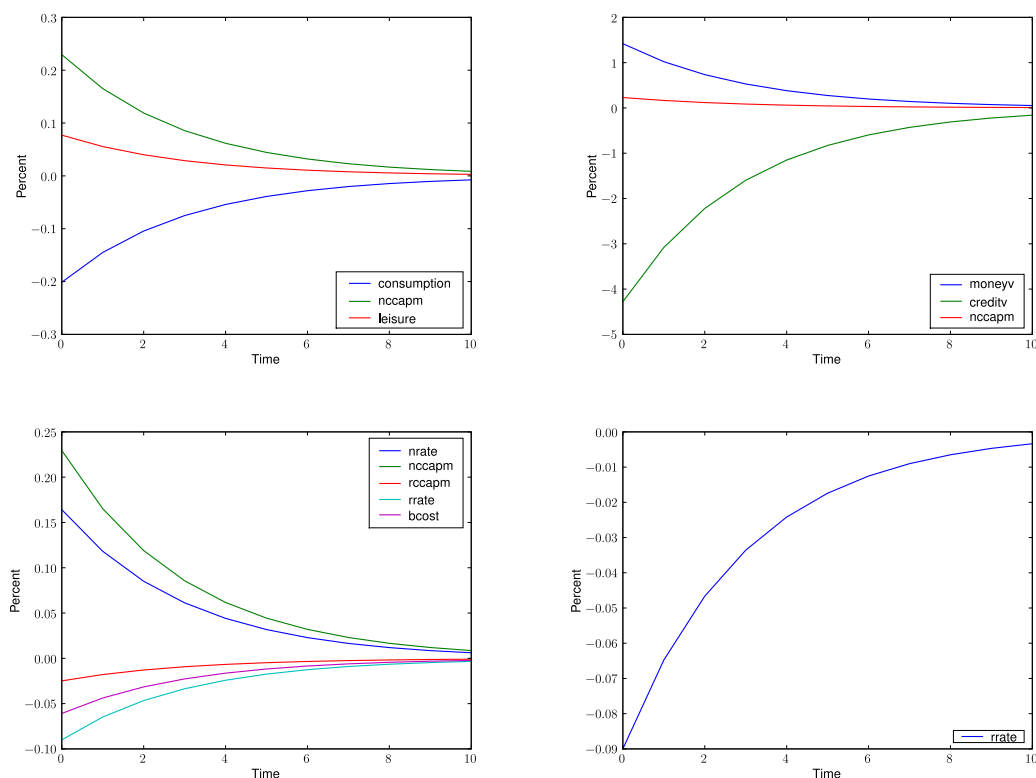 0.3
0.2
0.1
0.0
−0.1
−0.2
−0.3
Percent
0 2 4 6 8 10
Time
consumption
nccapm
leisure
2
1
0
−1
−2
−3
−4
−5
Percent
0 2 4 6 8 10
Time
moneyv
creditv
nccapm
0.25
0.20
0.15
0.10
0.05
0.00
−0.05
−0.10
Percent
0 2 4 6 8 10
Time
nrate
nccapm
rccapm
rrate
bcost
0.00
−0.01
−0.02
−0.03
−0.04
−0.05
−0.06
−0.07
−0.08
−0.09
Percent
0 2 4 6 8 10
Time
rrate